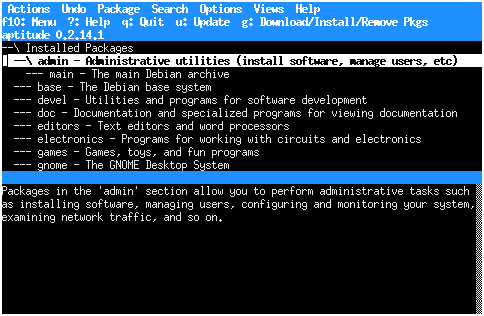 Actions  Undo  Package  Search  Options  Views  Help
f10: Menu  ?: Help  q: Quit  u: Update  g: Download/Install/Remove Pkgs
aptitude 0.2.14.1
--\ Installed Packages
--\ admin - Administrative utilities (install software, manage users, etc)
--- main - The main Debian archive
--- base - The Debian base system
--- devel - Utilities and programs for software development
--- doc - Documentation and specialized programs for viewing documentation
--- editors - Text editors and word processors
--- electronics - Programs for working with circuits and electronics
--- games - Games, toys, and fun programs
--- gnome - The GNOME Desktop System
Packages in the 'admin' section allow you to perform administrative tasks such
as installing software, managing users, configuring and monitoring your system,
examining network traffic, and so on.